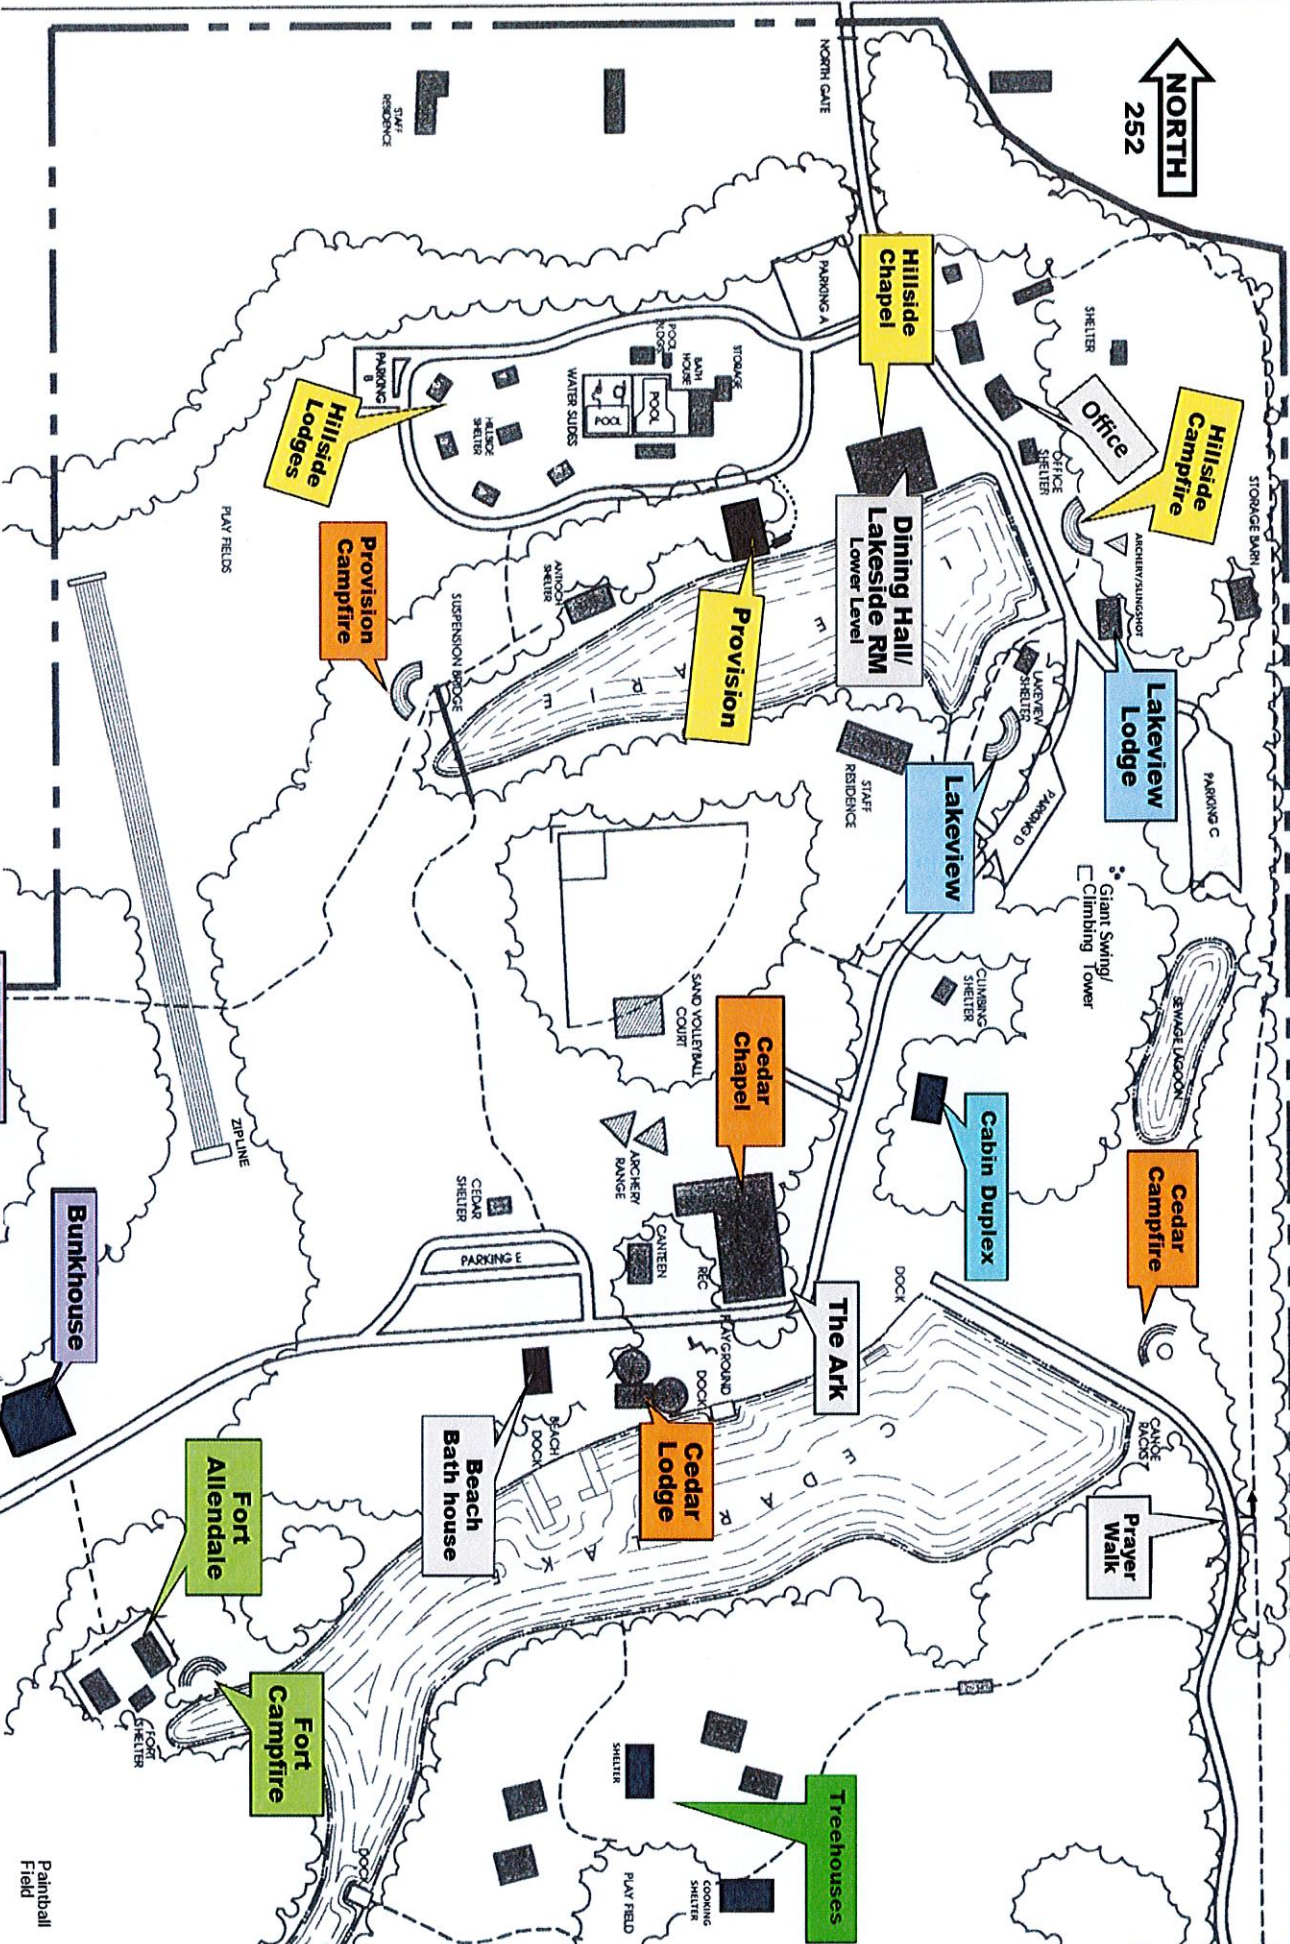 NORTH
252
NORTH GATE
STAFF
RESIDENCE
PARKING A
Hillside
Chapel
SHELTER
Office
OFFICE
SHELTER
Hillside
Campfire
STORAGE BARN
ARCHERY/SLINGSHOT
POOL
BLDGS
BATH
HOUSE
STORAGE
WATER SLIDES
POOL
POOL
PARKING
B
HILLSIDE
SHELTER
Hillside
Lodges
PLAY FIELDS
Provision
Campfire
ANTIOCH
SHELTER
SUSPENSION BRIDGE
Provision
Dining Hall/
Lakeside RM
Lower Level
LAKEVIEW
SHELTER
Lakeview
Lodge
Lakeview
PARKING C
PARKING D
STAFF
RESIDENCE
Giant Swing/
Climbing Tower
CLIMBING
SHELTER
SEWAGE LAGOON
SAND VOLLEYBALL
COURT
Cedar
Chapel
Cabin Duplex
Cedar
Campfire
ZIPLINE
ARCHERY
RANGE
CEDAR
SHELTER
PARKING E
CANTEEN
REC
PLAYGROUND
DOCK
The Ark
DOCK
CANOE
RACKS
Prayer
Walk
Bunkhouse
BEACH
DOCK
Beach
Bath house
Cedar
Lodge
CEDAR
LAKE
Fort
Allendale
FORT
SHELTER
Fort
Campfire
SHELTER
Treehouses
COOKING
SHELTER
PLAY FIELD
DOCK
Paintball
Field